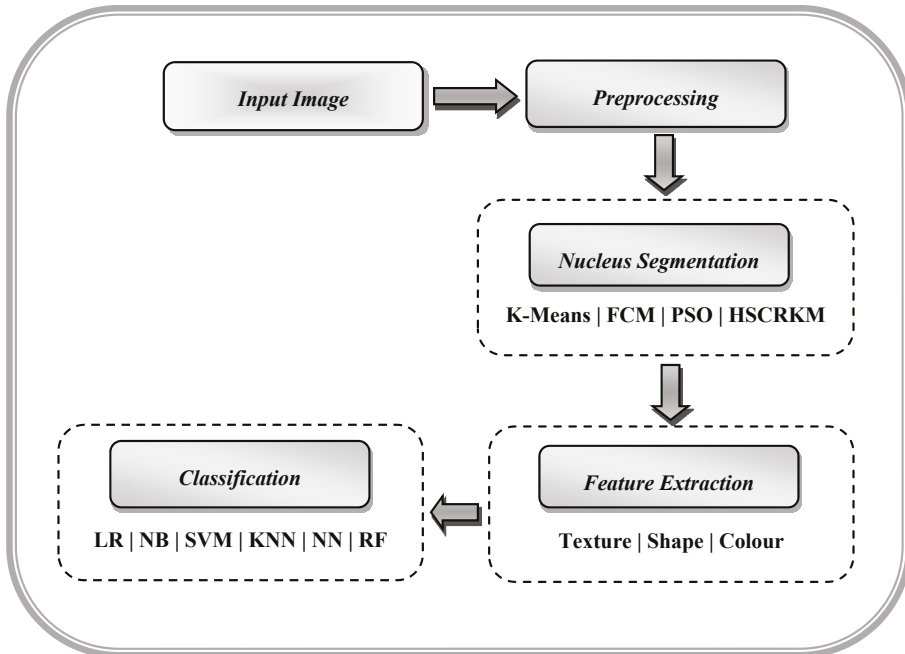 Input Image
Preprocessing
Nucleus Segmentation
K-Means | FCM | PSO | HSCRKM
Feature Extraction
Texture | Shape | Colour
Classification
LR | NB | SVM | KNN | NN | RF